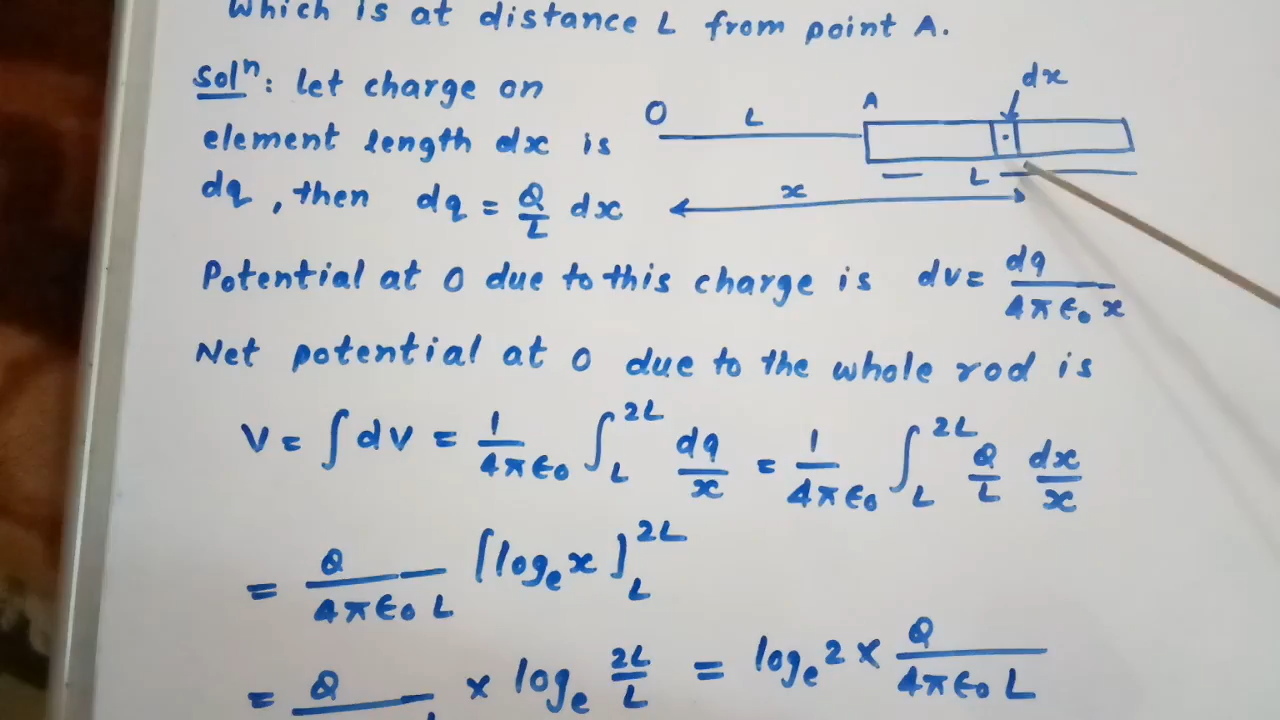 Which is at distance L from point A.
Solⁿ: Let charge on
element length dx is
dq, then dq = Q/L dx
O L A dx
L
x
Potential at O due to this charge is dv = dq/4πϵ₀x
Net potential at O due to the whole rod is
V = ∫dV = 1/4πϵ₀ ∫_L^2L dq/x = 1/4πϵ₀ ∫_L^2L Q/L dx/x
= Q/4πϵ₀L [logₑx]_L^2L
= Q × logₑ 2L/L = logₑ2 × Q/4πϵ₀L